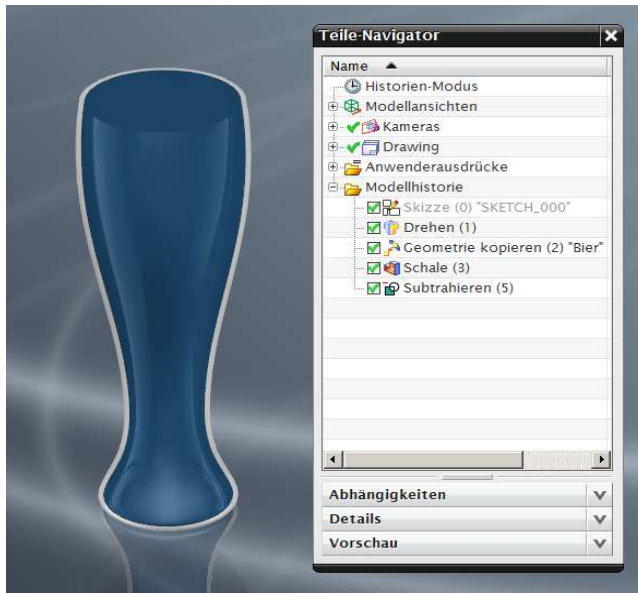 Teile-Navigator
Name
Historien-Modus
Modellansichten
Kameras
Drawing
Anwenderausdrücke
Modellhistorie
Skizze (0) "SKETCH_000"
Drehen (1)
Geometrie kopieren (2) "Bier"
Schale (3)
Subtrahieren (5)
Abhängigkeiten
Details
Vorschau